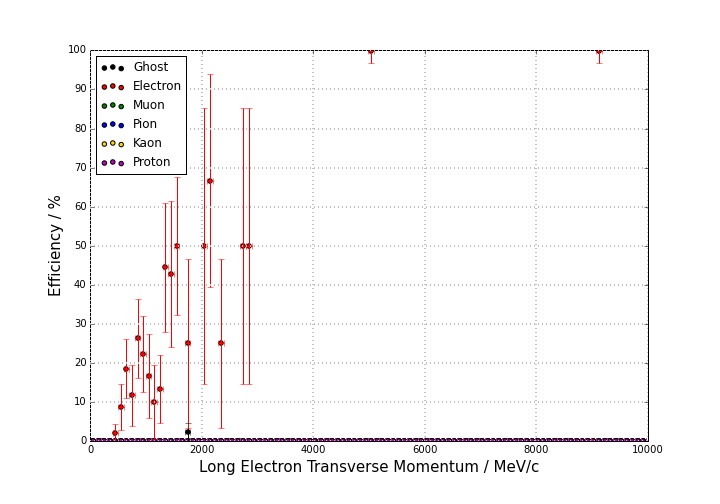 100
90
80
70
60
50
40
30
20
10
0
Efficiency / %
Ghost
Electron
Muon
Pion
Kaon
Proton
0 2000 4000 6000 8000 10000
Long Electron Transverse Momentum / MeV/c